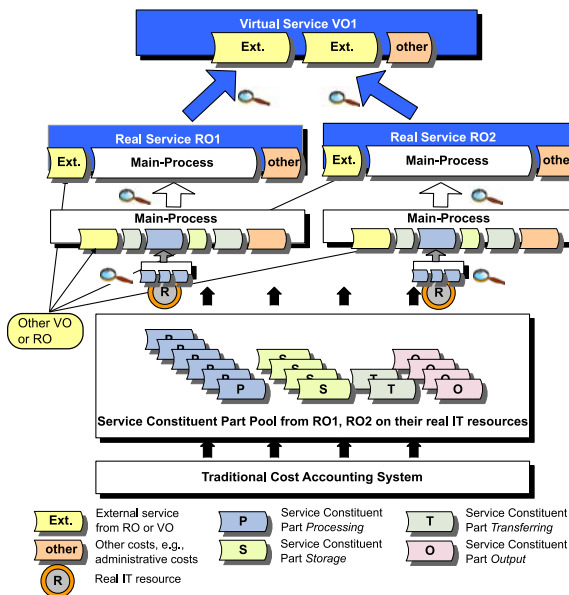 Virtual Service VO1
Ext.
Ext.
other
Real Service RO1
Real Service RO2
Ext.
Main-Process
other
Ext.
Main-Process
other
Main-Process
Main-Process
R
R
Other VO
or RO
P
P
P
P
P
P
S
S
S
S
T
T
O
O
O
O
Service Constituent Part Pool from RO1, RO2 on their real IT resources
Traditional Cost Accounting System
Ext.
External service
from RO or VO
P
Service Constituent
Part Processing
T
Service Constituent
Part Transferring
other
Other costs, e.g.,
administrative costs
S
Service Constituent
Part Storage
O
Service Constituent
Part Output
R
Real IT resource